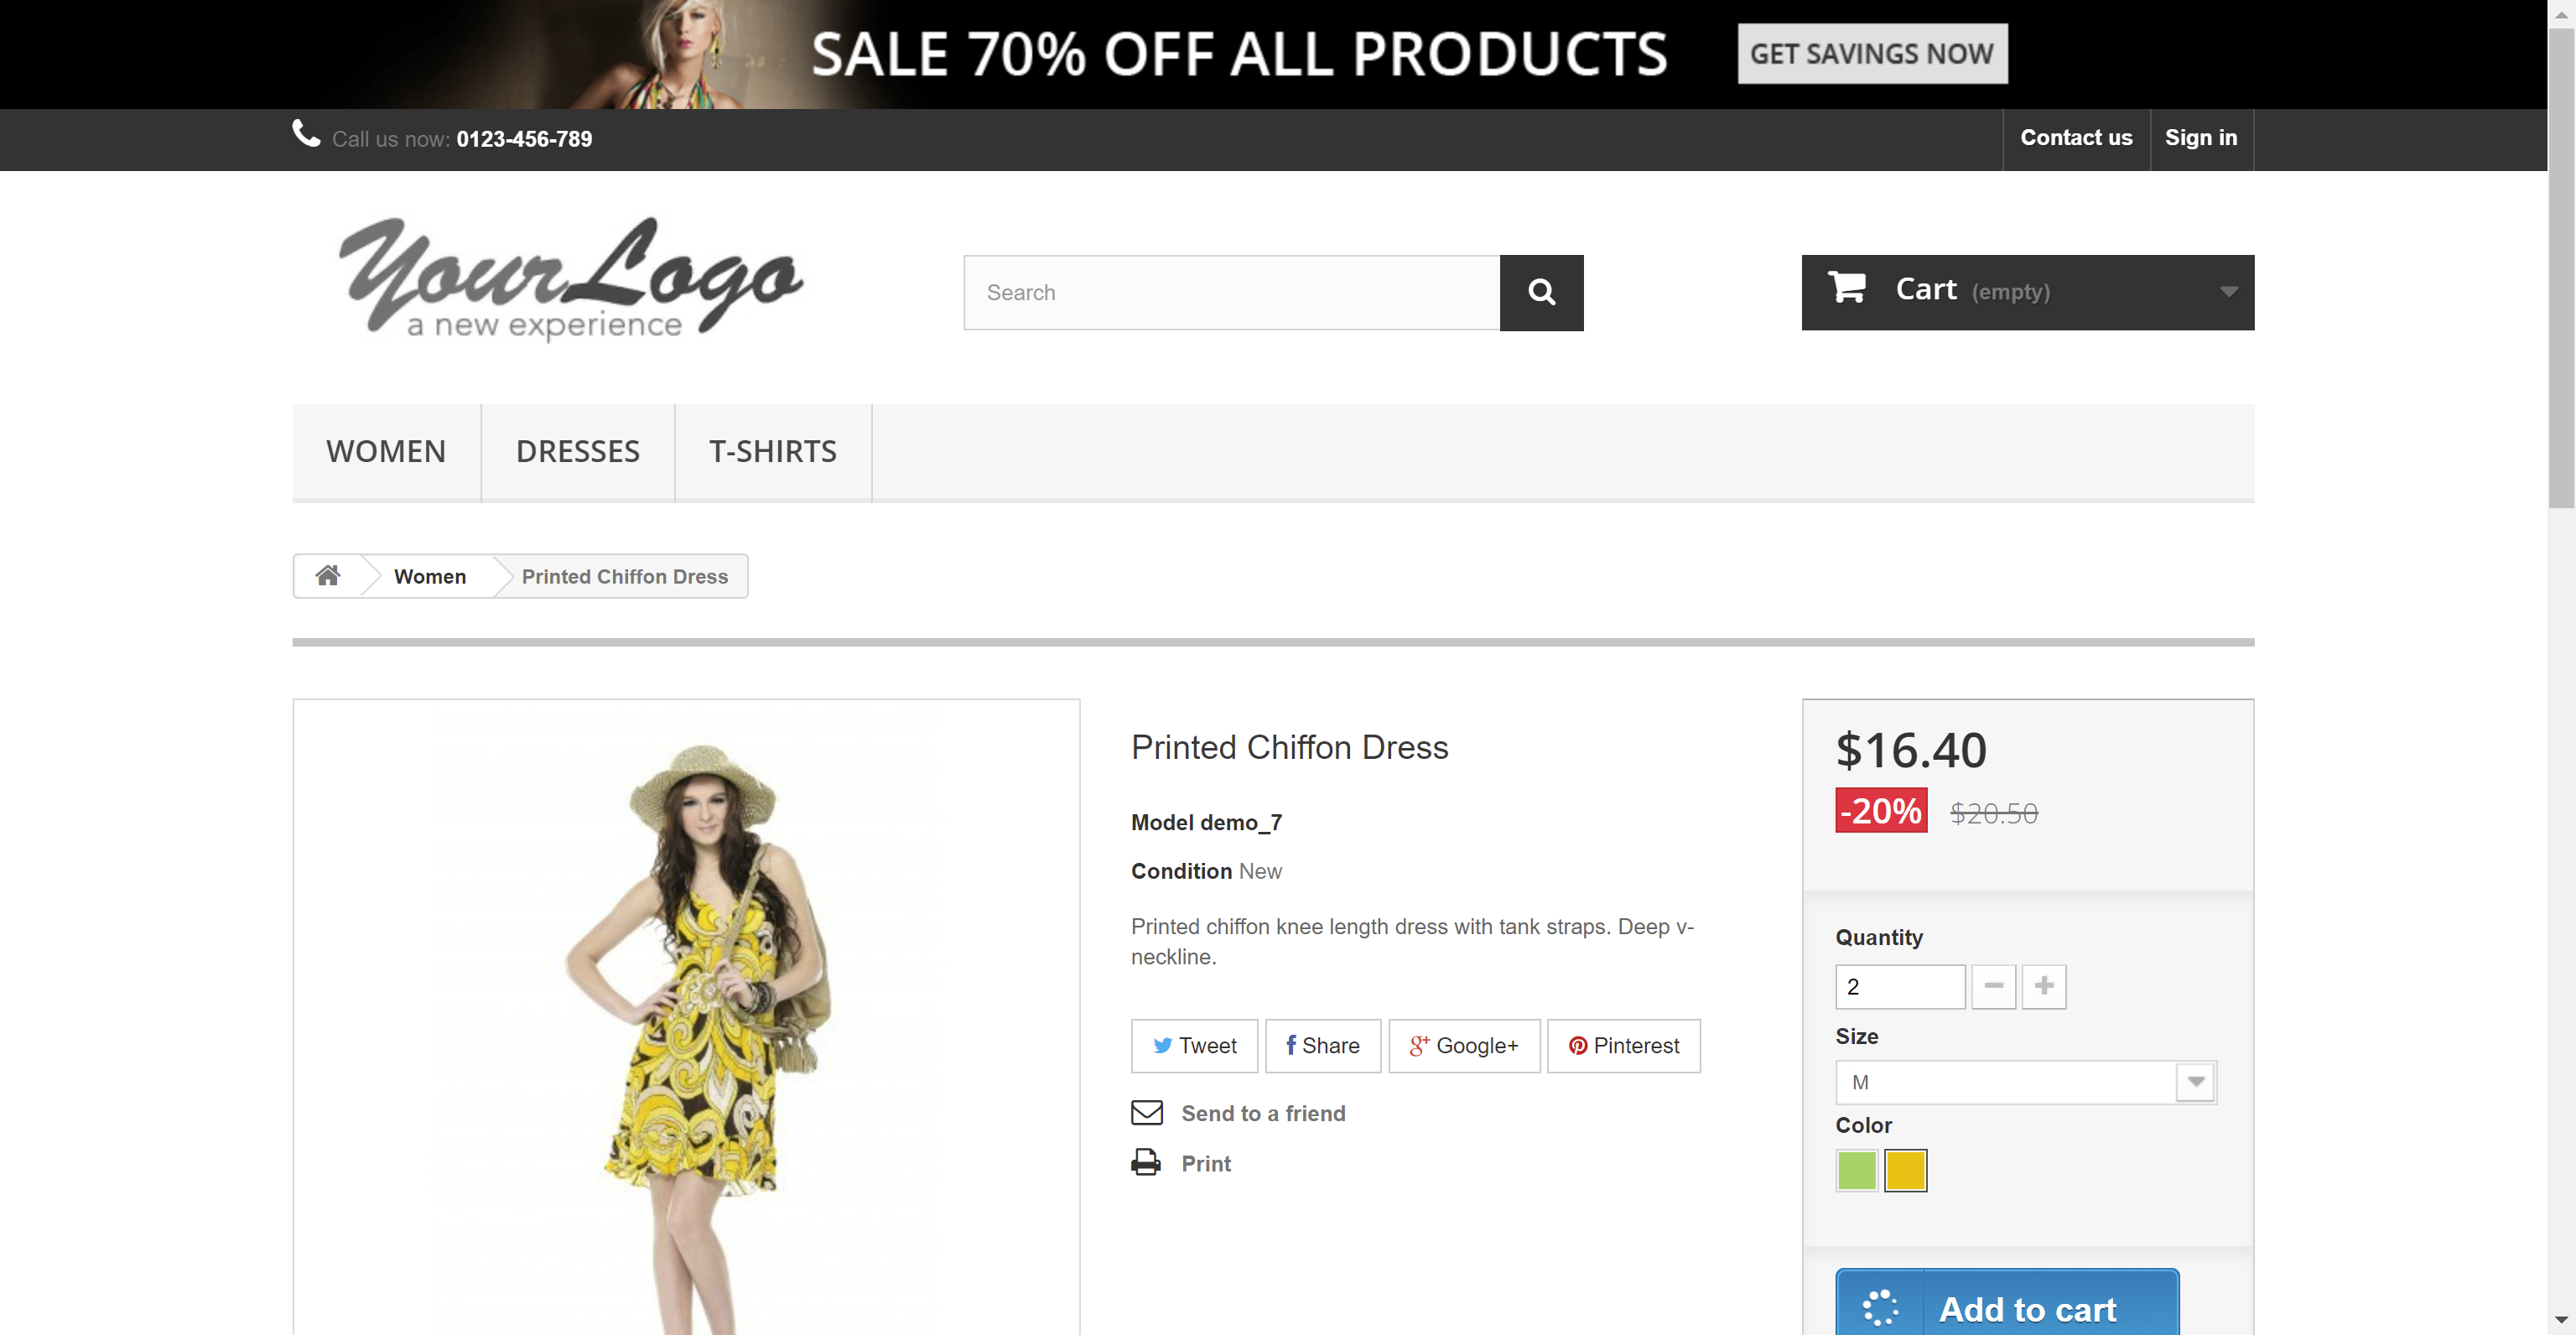 SALE 70% OFF ALL PRODUCTS
GET SAVINGS NOW
Call us now: 0123-456-789
Contact us
Sign in
Your Logo
a new experience
Search
Cart (empty)
WOMEN
DRESSES
T-SHIRTS
Women
Printed Chiffon Dress
Printed Chiffon Dress
Model demo_7
Condition New
Printed chiffon knee length dress with tank straps. Deep v-
neckline.
Tweet
Share
Google+
Pinterest
Send to a friend
Print
$16.40
-20% $20.50
Quantity
2
Size
M
Color
Add to cart